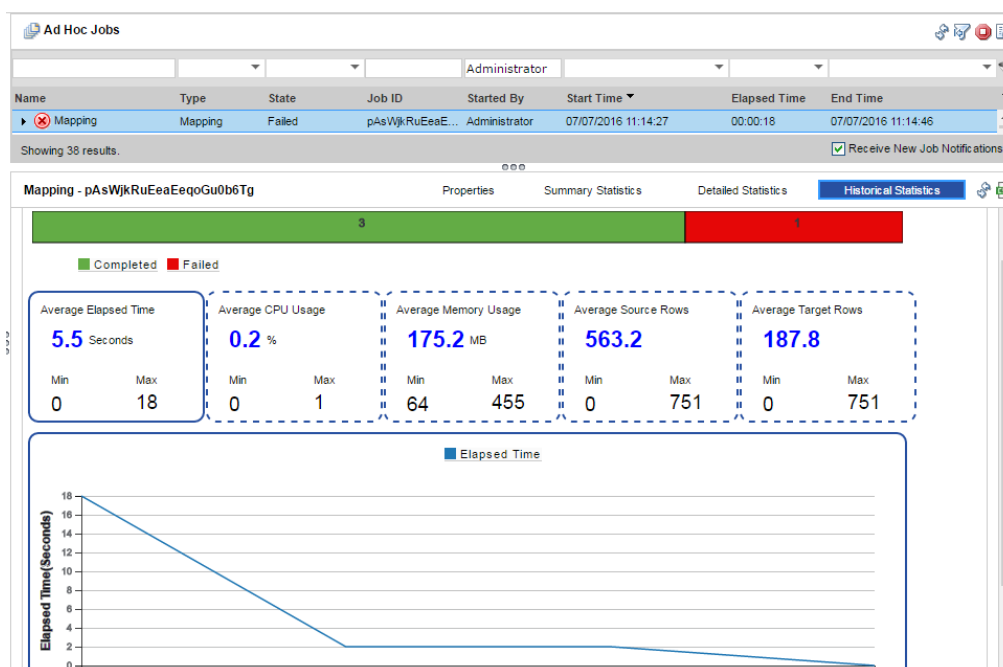 Ad Hoc Jobs
Administrator
Name Type State Job ID Started By Start Time Elapsed Time End Time
Mapping Mapping Failed pAsWjkRuEeaE... Administrator 07/07/2016 11:14:27 00:00:18 07/07/2016 11:14:46
Showing 38 results. Receive New Job Notifications
Mapping - pAsWjkRuEeaEeqoGu0b6Tg Properties Summary Statistics Detailed Statistics Historical Statistics
3 1
Completed Failed
Average Elapsed Time Average CPU Usage Average Memory Usage Average Source Rows Average Target Rows
5.5 Seconds 0.2 % 175.2 MB 563.2 187.8
Min Max Min Max Min Max Min Max Min Max
0 18 0 1 64 455 0 751 0 751
Elapsed Time
Elapsed Time(Seconds)
18
16
14
12
10
8
6
4
2
0